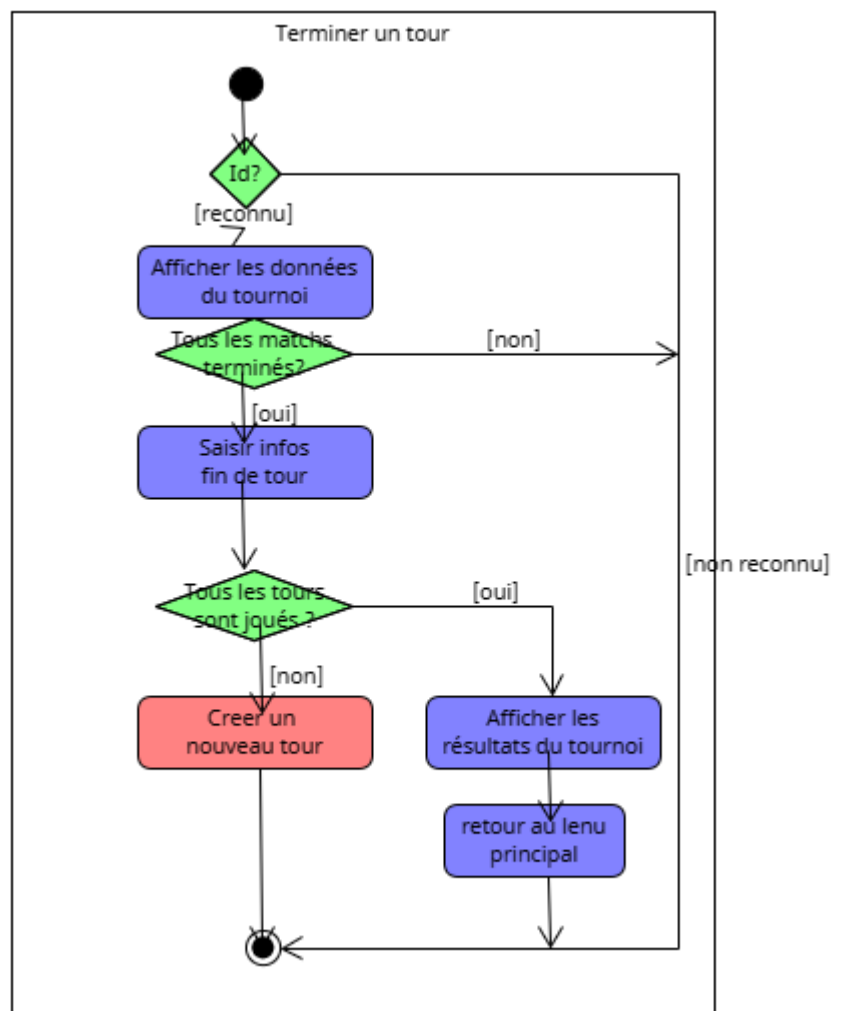 Terminer un tour
Id?
[reconnu]
Afficher les données
du tournoi
Tous les matchs
terminés?
[non]
[oui]
Saisir infos
fin de tour
[non reconnu]
Tous les tours
sont joués ?
[oui]
[non]
Creer un
nouveau tour
Afficher les
résultats du tournoi
retour au lenu
principal